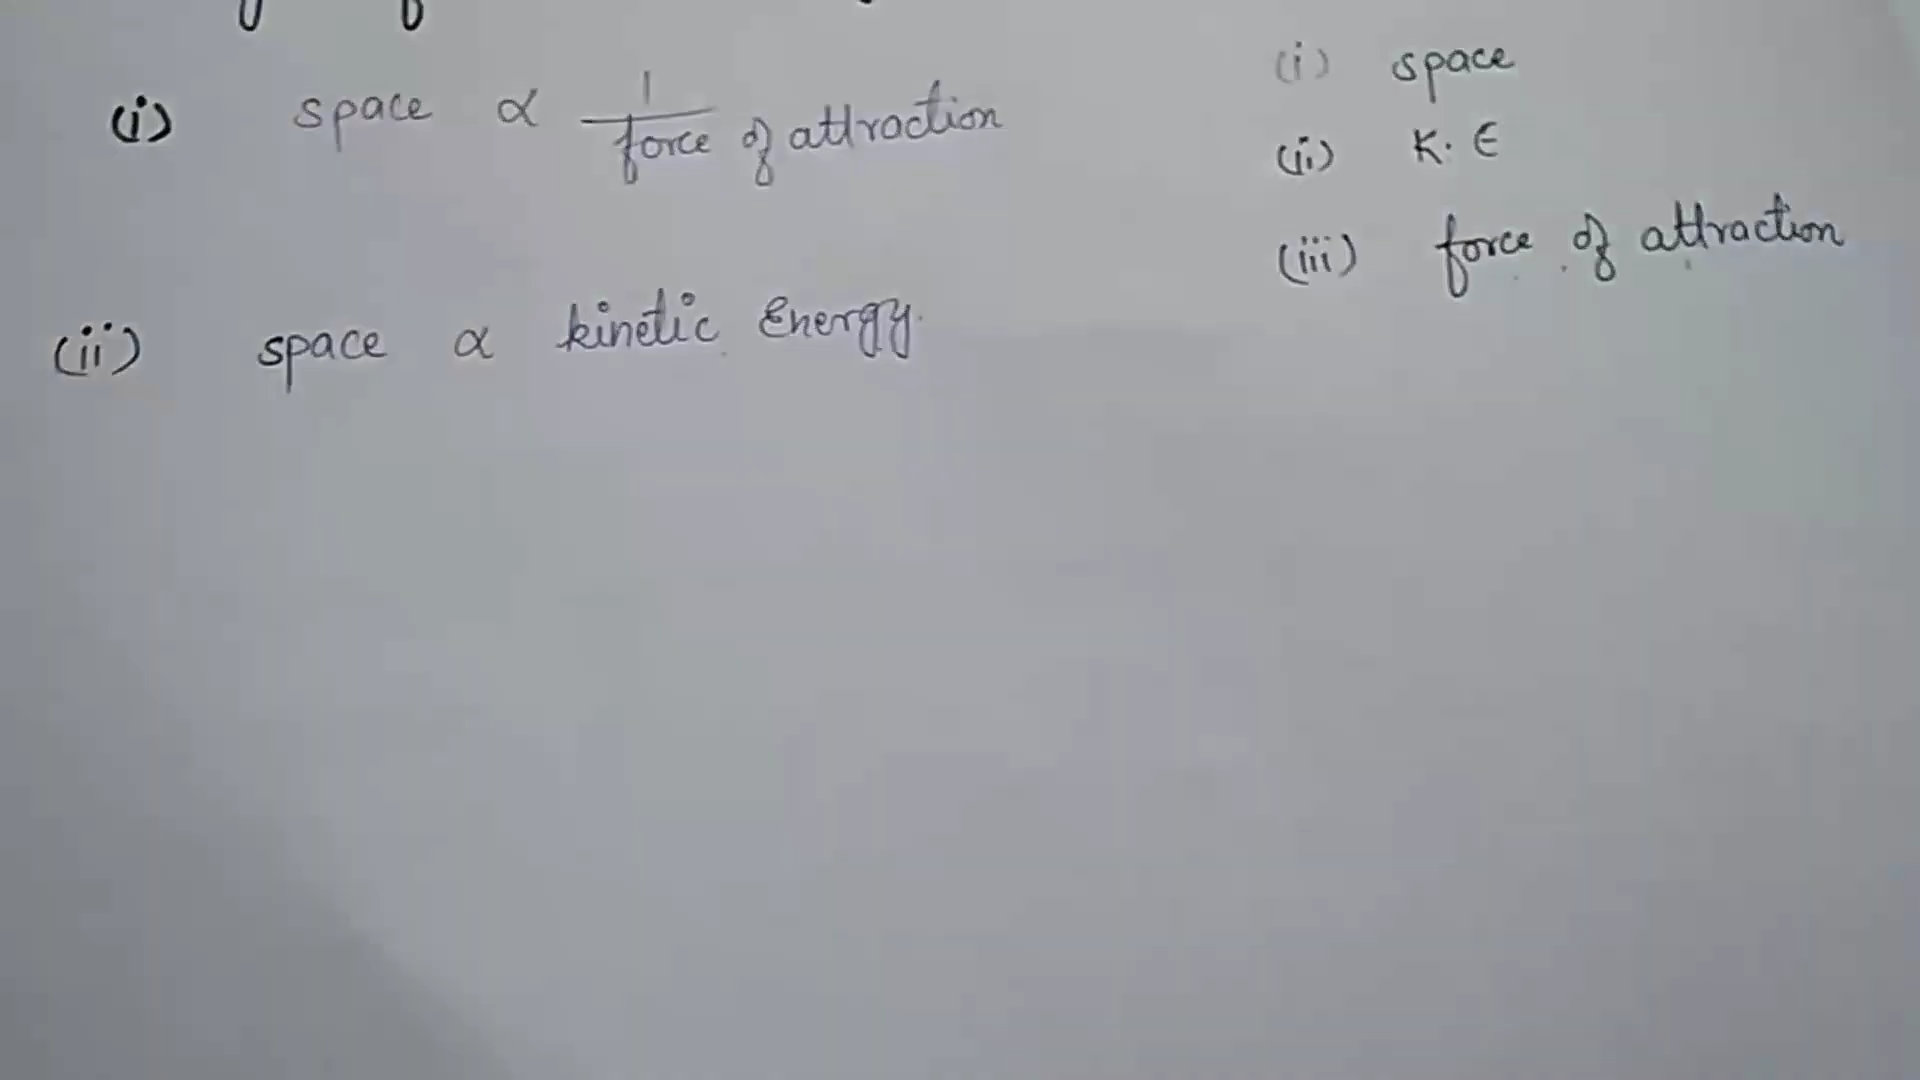 (i) space α 1/force of attraction
(ii) space α kinetic Energy.
(i) space
(ii) K. E
(iii) force of attraction